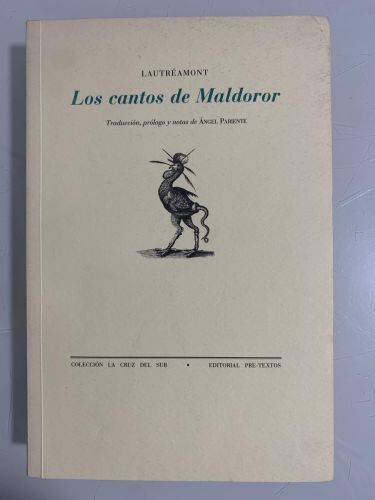 LAUTRÉAMONT
Los cantos de Maldoror
Traducción, prólogo y notas de ÁNGEL PARIENTE
COLECCIÓN LA CRUZ DEL SUR • EDITORIAL PRE-TEXTOS